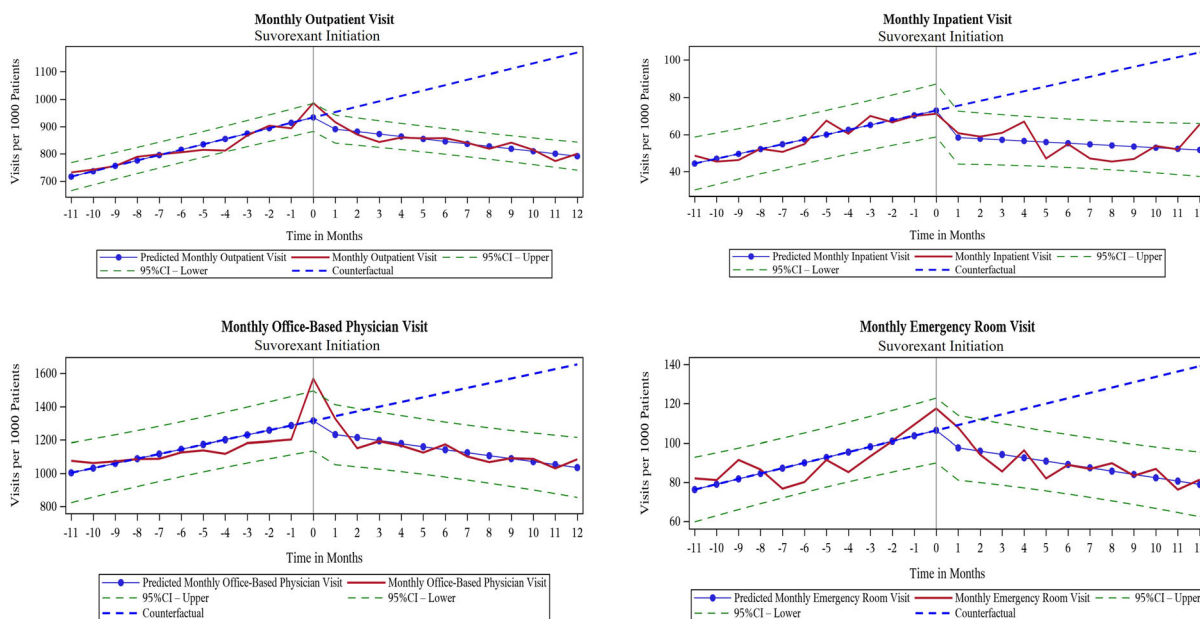 Monthly Outpatient Visit
Suvorexant Initiation
Visits per 1000 Patients
1100
1000
900
800
700
-11 -10 -9 -8 -7 -6 -5 -4 -3 -2 -1 0 1 2 3 4 5 6 7 8 9 10 11 12
Time in Months
Predicted Monthly Outpatient Visit Monthly Outpatient Visit 95%CI – Upper
95%CI – Lower Counterfactual
Monthly Inpatient Visit
Suvorexant Initiation
Visits per 1000 Patients
100
80
60
40
-11 -10 -9 -8 -7 -6 -5 -4 -3 -2 -1 0 1 2 3 4 5 6 7 8 9 10 11 12
Time in Months
Predicted Monthly Inpatient Visit Monthly Inpatient Visit 95%CI – Upper
95%CI – Lower Counterfactual
Monthly Office-Based Physician Visit
Suvorexant Initiation
Visits per 1000 Patients
1600
1400
1200
1000
800
-11 -10 -9 -8 -7 -6 -5 -4 -3 -2 -1 0 1 2 3 4 5 6 7 8 9 10 11 12
Time in Months
Predicted Monthly Office-Based Physician Visit Monthly Office-Based Physician Visit
95%CI – Upper 95%CI – Lower
Counterfactual
Monthly Emergency Room Visit
Suvorexant Initiation
Visits per 1000 Patients
140
120
100
80
60
-11 -10 -9 -8 -7 -6 -5 -4 -3 -2 -1 0 1 2 3 4 5 6 7 8 9 10 11 12
Time in Months
Predicted Monthly Emergency Room Visit Monthly Emergency Room Visit 95%CI – Upper
95%CI – Lower Counterfactual